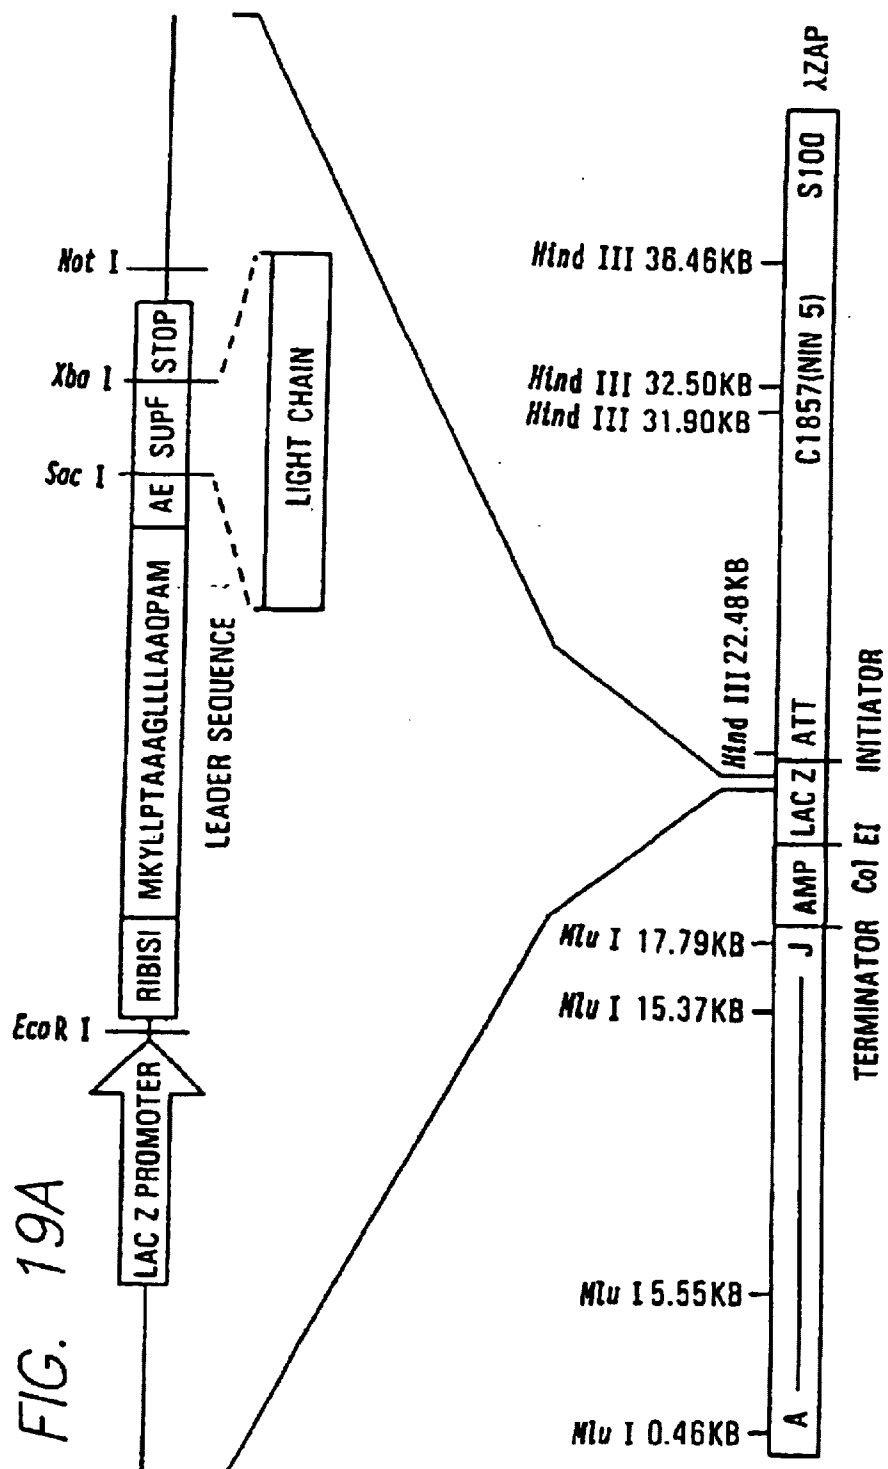 FIG. 19A
EcoR I
Sac I
Xba I
Not I
LAC Z PROMOTER
RIBISI
MKYLLPTAAAGLLLLAAQPAM
AE
SUPF
STOP
LEADER SEQUENCE
LIGHT CHAIN
Mlu I 0.46KB
Mlu I 5.55KB
Mlu I 15.37KB
Mlu I 17.79KB
Hind III 22.48KB
Hind III 31.90KB
Hind III 32.50KB
Hind III 36.46KB
A
J
AMP
LAC Z
ATT
C1857(NIN 5)
S100
λZAP
TERMINATOR
Col EI
INITIATOR